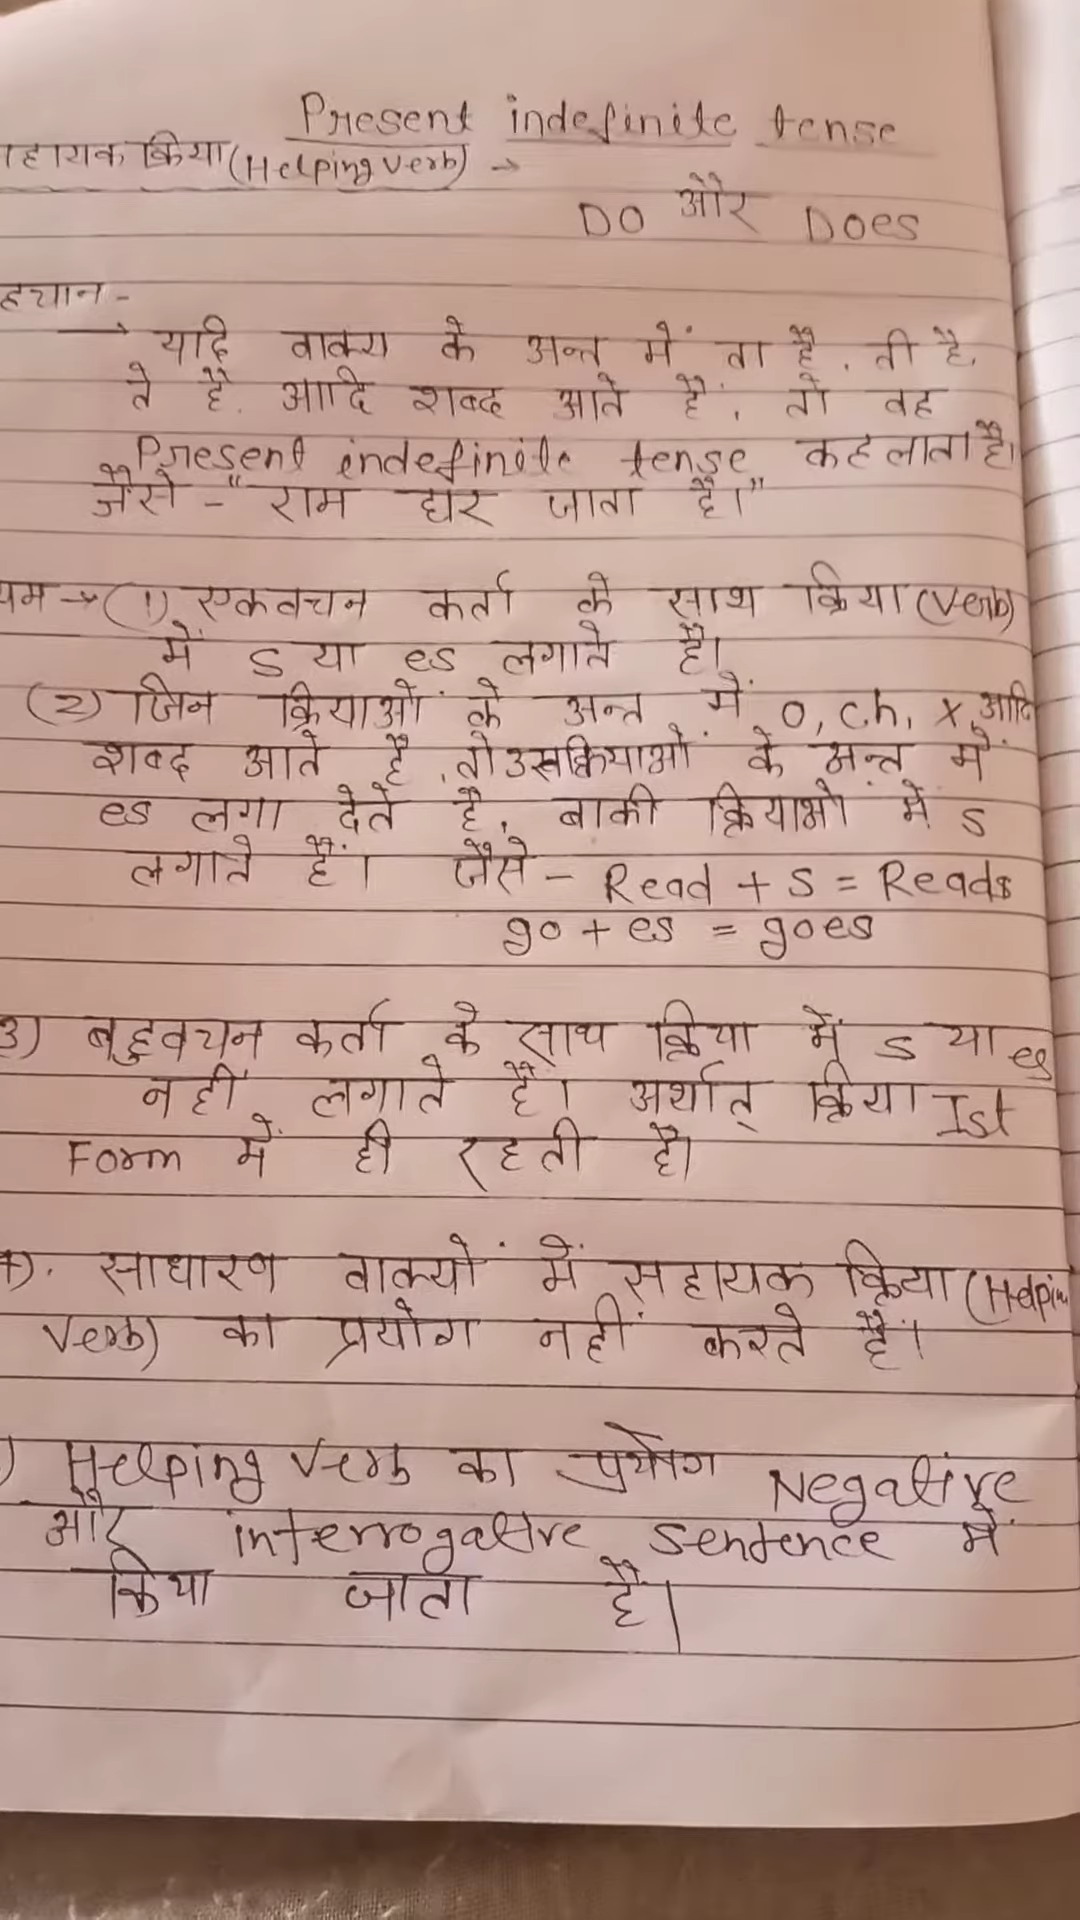 Present indefinite tense
हायक क्रिया (Helping verb) →
DO और Does
हचान -
→ यदि वाक्य के अन्त में ता है, ती है,
ते हैं. आदि शब्द आते हैं, तो वह
Present indefinite tense कहलाता है।
जैसे - "राम घर जाता है।"
यम → (1) एकवचन कर्ता के साथ क्रिया (Verb)
में s या es लगाते है।
(2) जिन क्रियाओं के अन्त में o, ch, x, आदि
शब्द आते है, तो उसक्रियाओं के अन्त में
es लगा देते है, बाकी क्रियाओ में s
लगाते हैं। जैसे - Read + s = Reads
go + es = goes
3) बहुवचन कर्ता के साथ क्रिया में s या es
नहीं लगाते है। अर्थात् क्रिया Ist
Form में ही रहती है।
4). साधारण वाक्यों में सहायक क्रिया (Helpin
Verb) का प्रयोग नहीं करते हैं।
) Helping Verb का प्रयोग Negative
और interrogative sentence में
किया जाता है।